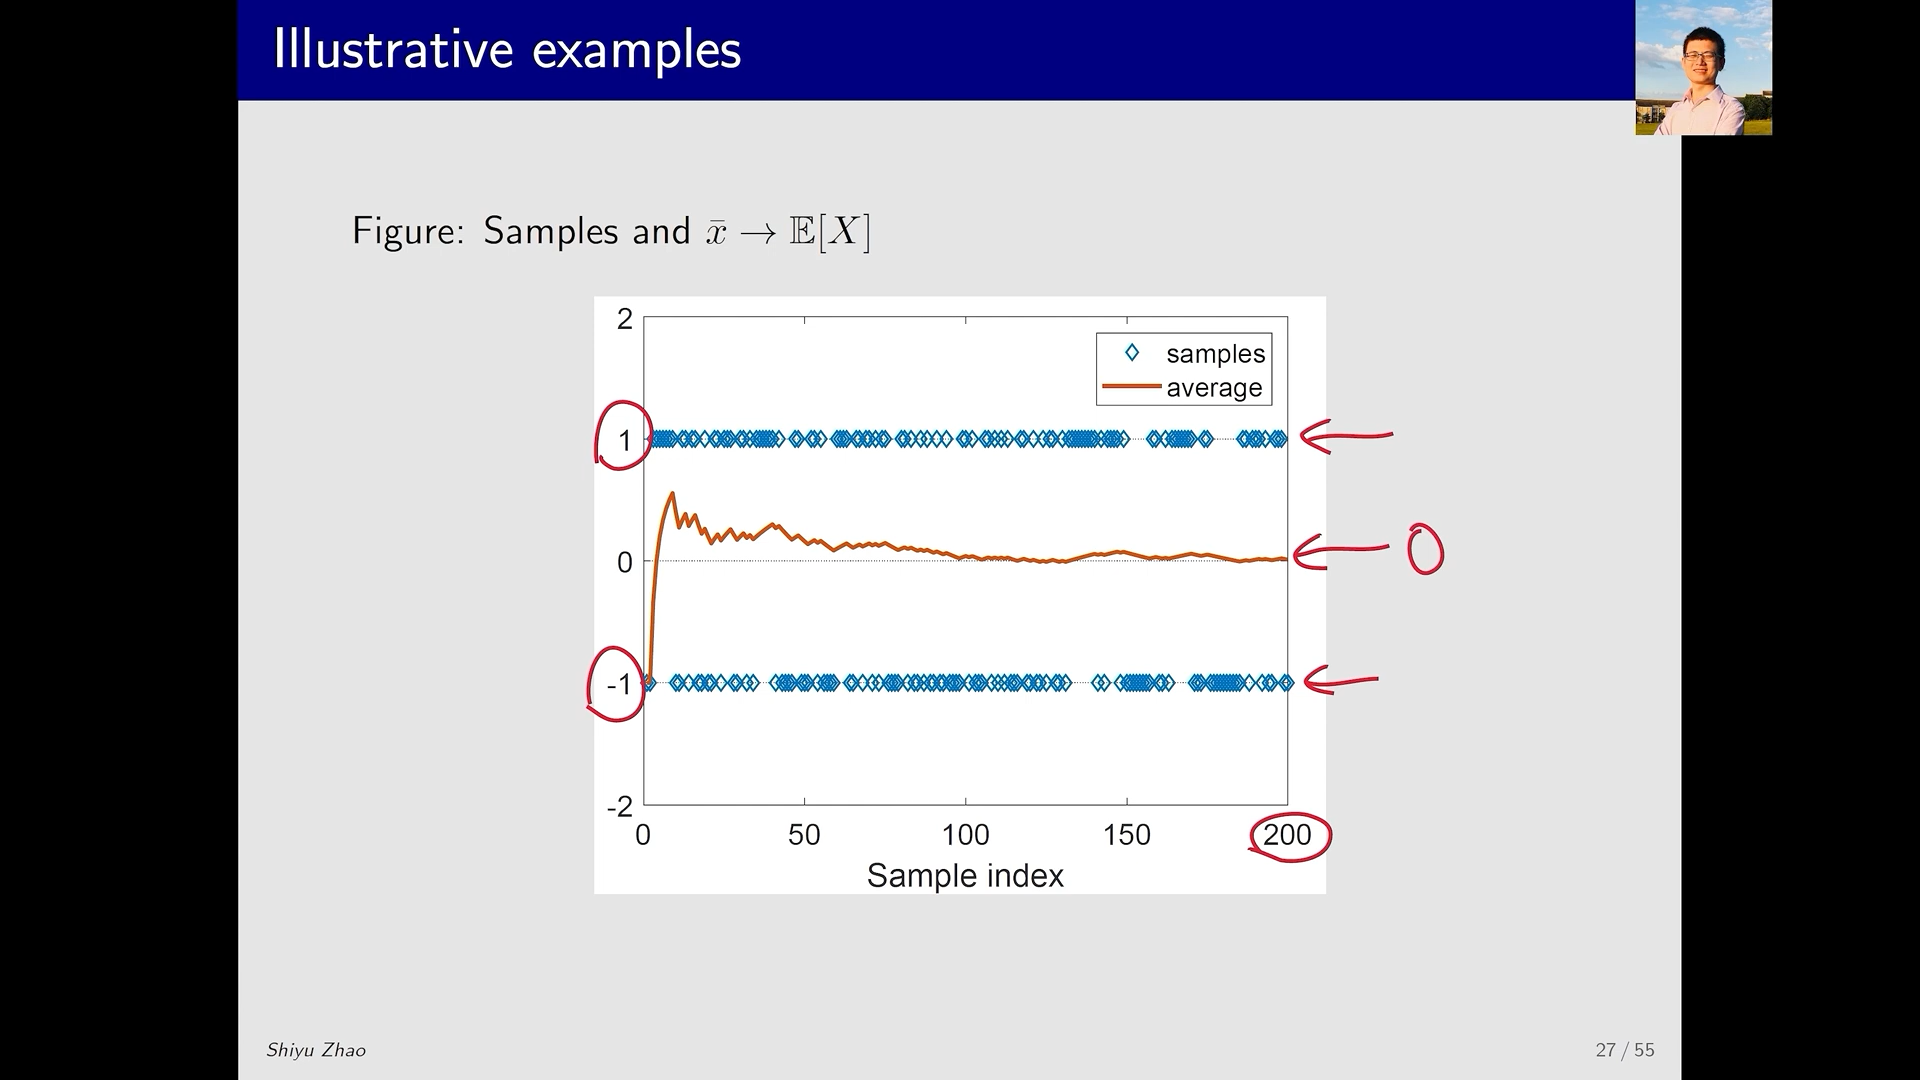 Illustrative examples
Figure: Samples and x̄ → 𝔼[X]
2
samples
average
1
0
0
-1
-2
0 50 100 150 200
Sample index
Shiyu Zhao
27 / 55